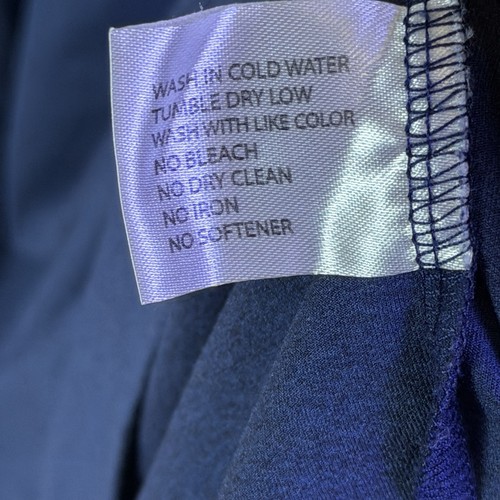 WASH IN COLD WATER
TUMBLE DRY LOW
WASH WITH LIKE COLOR
NO BLEACH
NO DRY CLEAN
NO IRON
NO SOFTENER